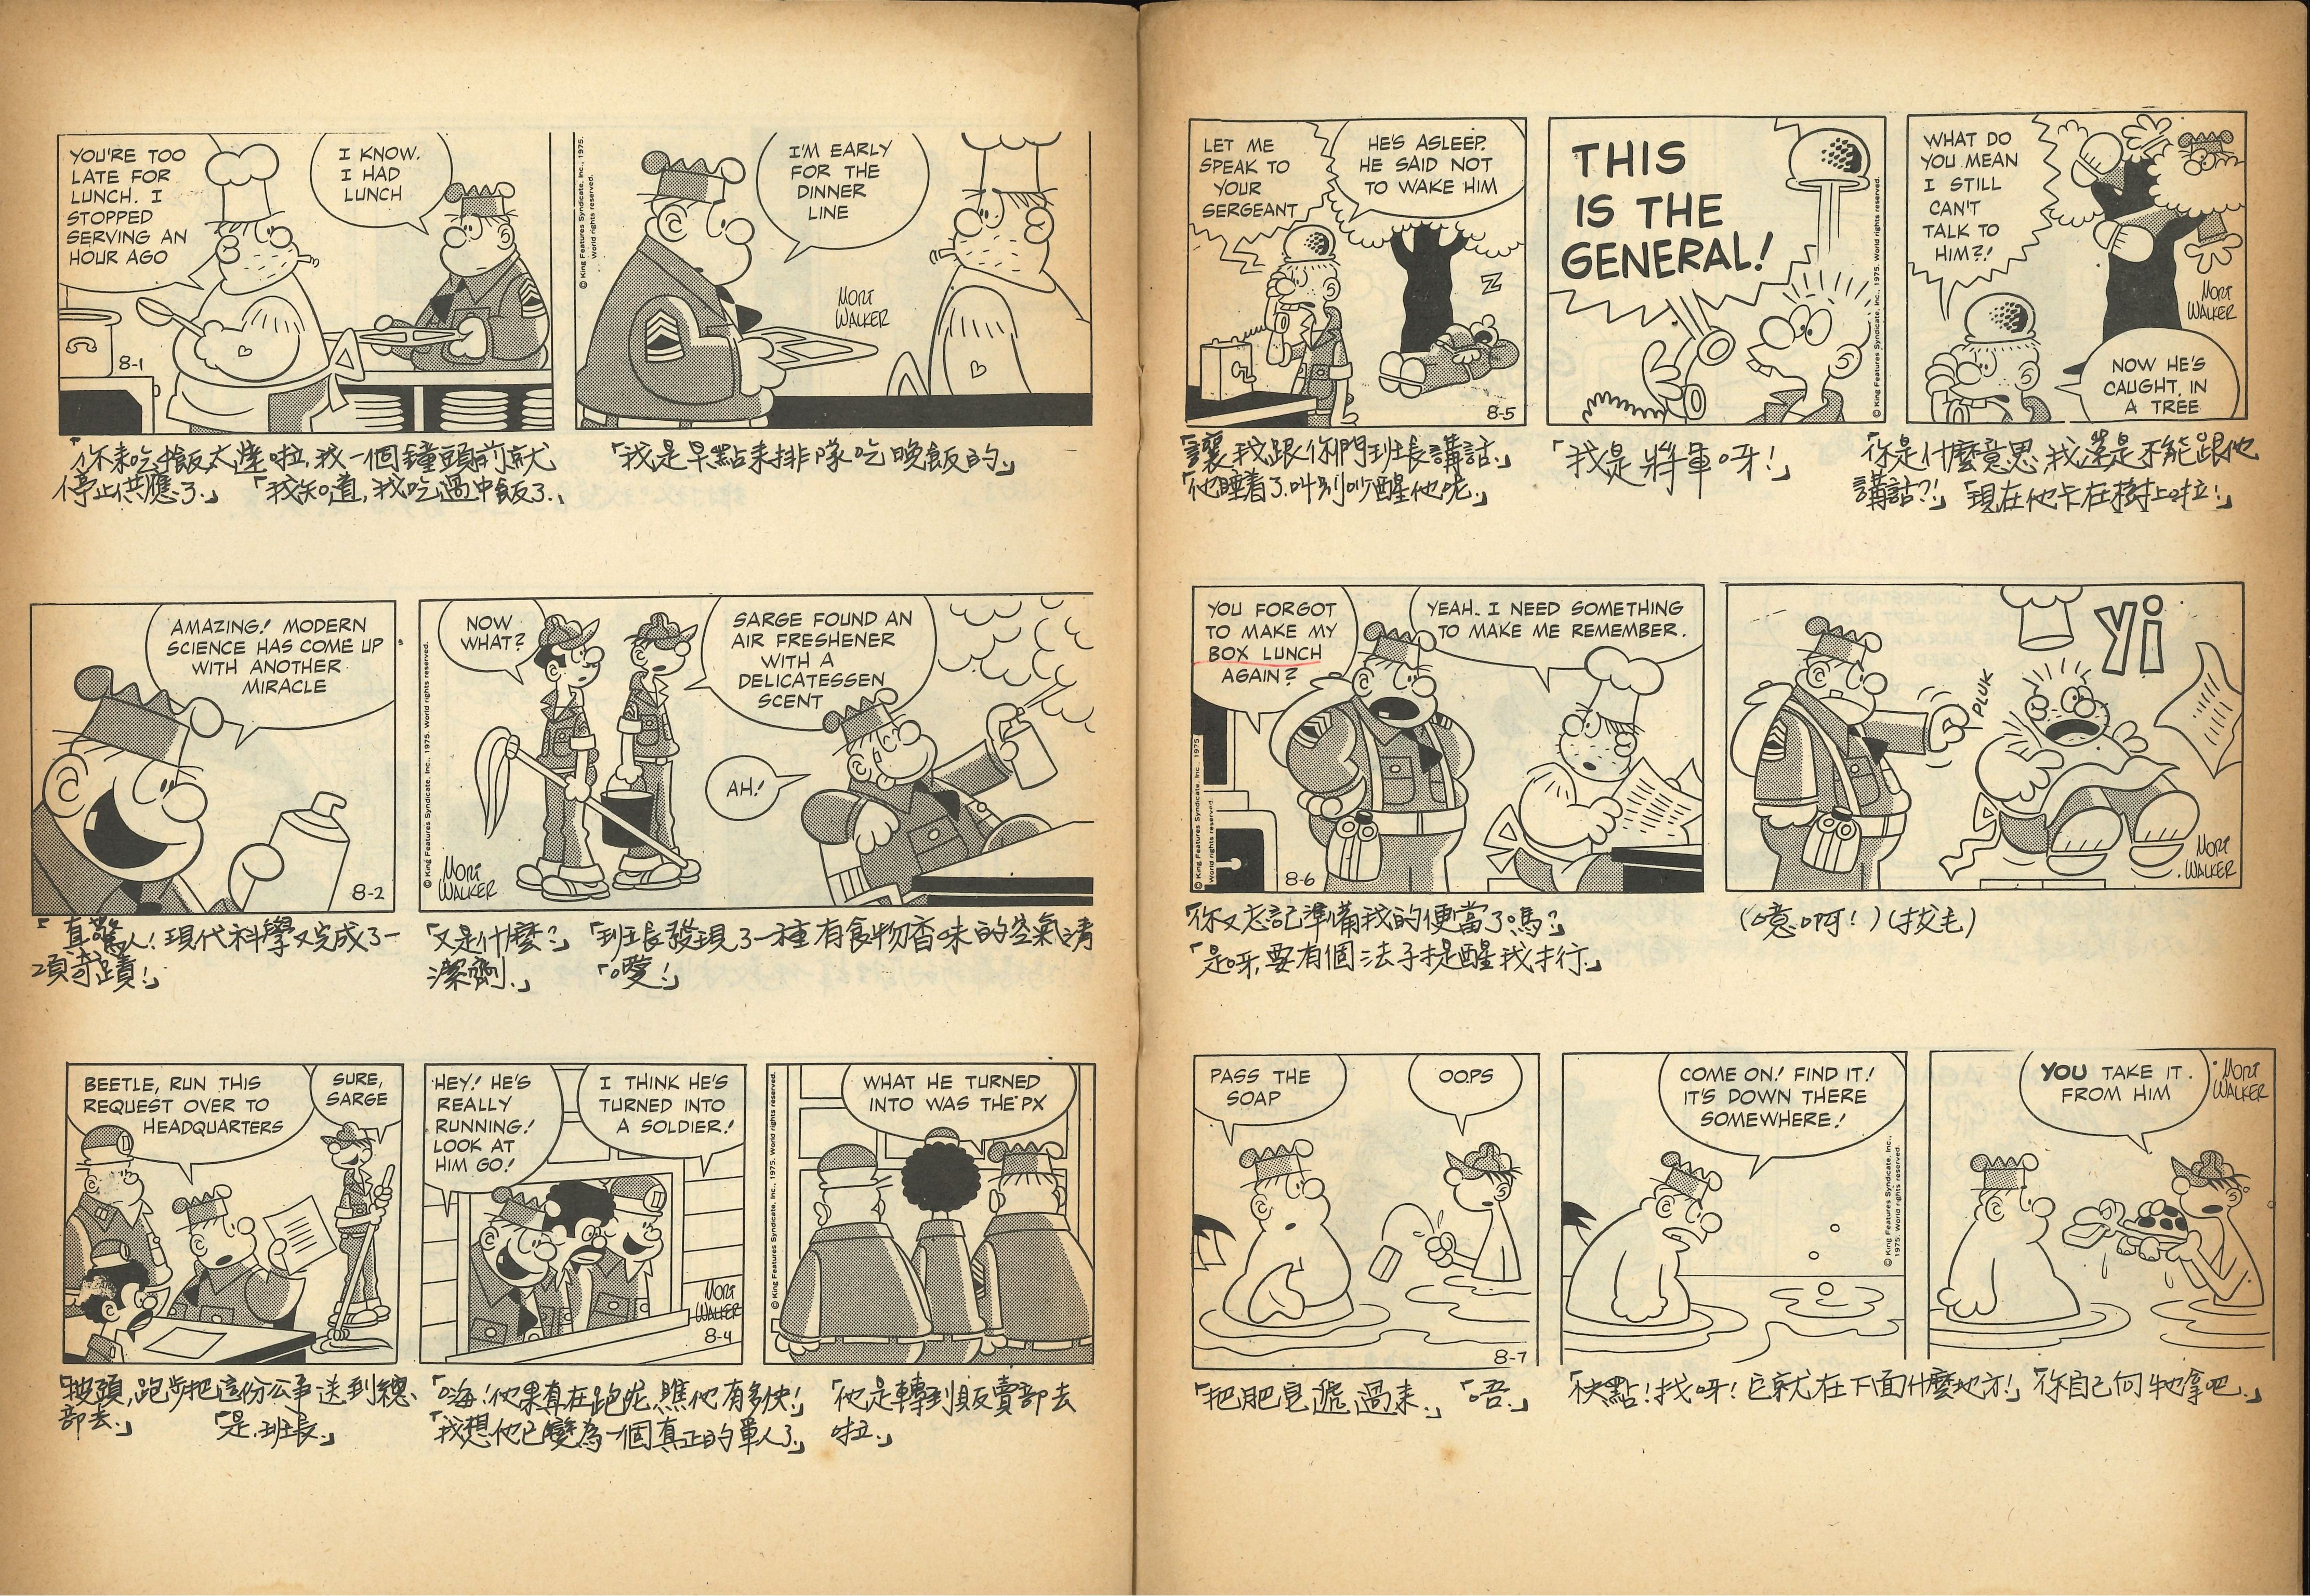 YOU'RE TOO
LATE FOR
LUNCH. I
STOPPED
SERVING AN
HOUR AGO
I KNOW.
I HAD
LUNCH
8-1
© King Features Syndicate, Inc., 1975.
World rights reserved.
I'M EARLY
FOR THE
DINNER
LINE
MORT
WALKER
「你來吃中飯太遲啦,我一個鐘頭前就
停止供應了.」 「我知道,我吃過中飯了.」
「我是早點來排隊吃晚飯的.」
AMAZING! MODERN
SCIENCE HAS COME UP
WITH ANOTHER
MIRACLE
8-2
© King Features Syndicate, Inc., 1975. World rights reserved.
NOW
WHAT?
SARGE FOUND AN
AIR FRESHENER
WITH A
DELICATESSEN
SCENT
AH!
MORT
WALKER
「真驚人!現代科學又完成了一
項奇蹟!」
「又是什麼?」 「班長發現了一種有食物香味的空氣清
潔劑.」 「噯!」
BEETLE, RUN THIS
REQUEST OVER TO
HEADQUARTERS
SURE,
SARGE
HEY! HE'S
REALLY
RUNNING!
LOOK AT
HIM GO!
I THINK HE'S
TURNED INTO
A SOLDIER!
MORT
WALKER
8-4
© King Features Syndicate, Inc., 1975. World rights reserved.
WHAT HE TURNED
INTO WAS THE PX
「披頭,跑步把這份公事送到總
部去.」 「是,班長.」
「嗨!他果真在跑呢,瞧他有多快!」
「我想他已變為一個真正的軍人了.」
「他是轉到販賣部去
啦.」
LET ME
SPEAK TO
YOUR
SERGEANT
HE'S ASLEEP.
HE SAID NOT
TO WAKE HIM
Z
8-5
THIS
IS THE
GENERAL!
© King Features Syndicate, Inc., 1975. World rights reserved.
WHAT DO
YOU MEAN
I STILL
CAN'T
TALK TO
HIM?!
MORT
WALKER
NOW HE'S
CAUGHT IN
A TREE
「讓我跟你們班長講話.」
「他睡着了.叫別吵醒他呢.」
「我是將軍呀!」
「你是什麼意思,我還是不能跟他
講話?!」 「現在他卡在樹上啦!」
YOU FORGOT
TO MAKE MY
BOX LUNCH
AGAIN?
YEAH. I NEED SOMETHING
TO MAKE ME REMEMBER.
© King Features Syndicate, Inc., 1975
World rights reserved.
8-6
PLUK
Yi
MORT
WALKER
「你又忘記準備我的便當了嗎?」
「是呀,要有個法子提醒我才行.」
(噫啊!)(拔毛)
PASS THE
SOAP
OOPS
8-7
COME ON! FIND IT!
IT'S DOWN THERE
SOMEWHERE!
© King Features Syndicate, Inc.,
1975. World rights reserved.
YOU TAKE IT
FROM HIM
MORT
WALKER
「把肥皂遞過來.」 「唔.」
「快點!找呀!它就在下面什麼地方!」
「你自己向牠拿吧.」